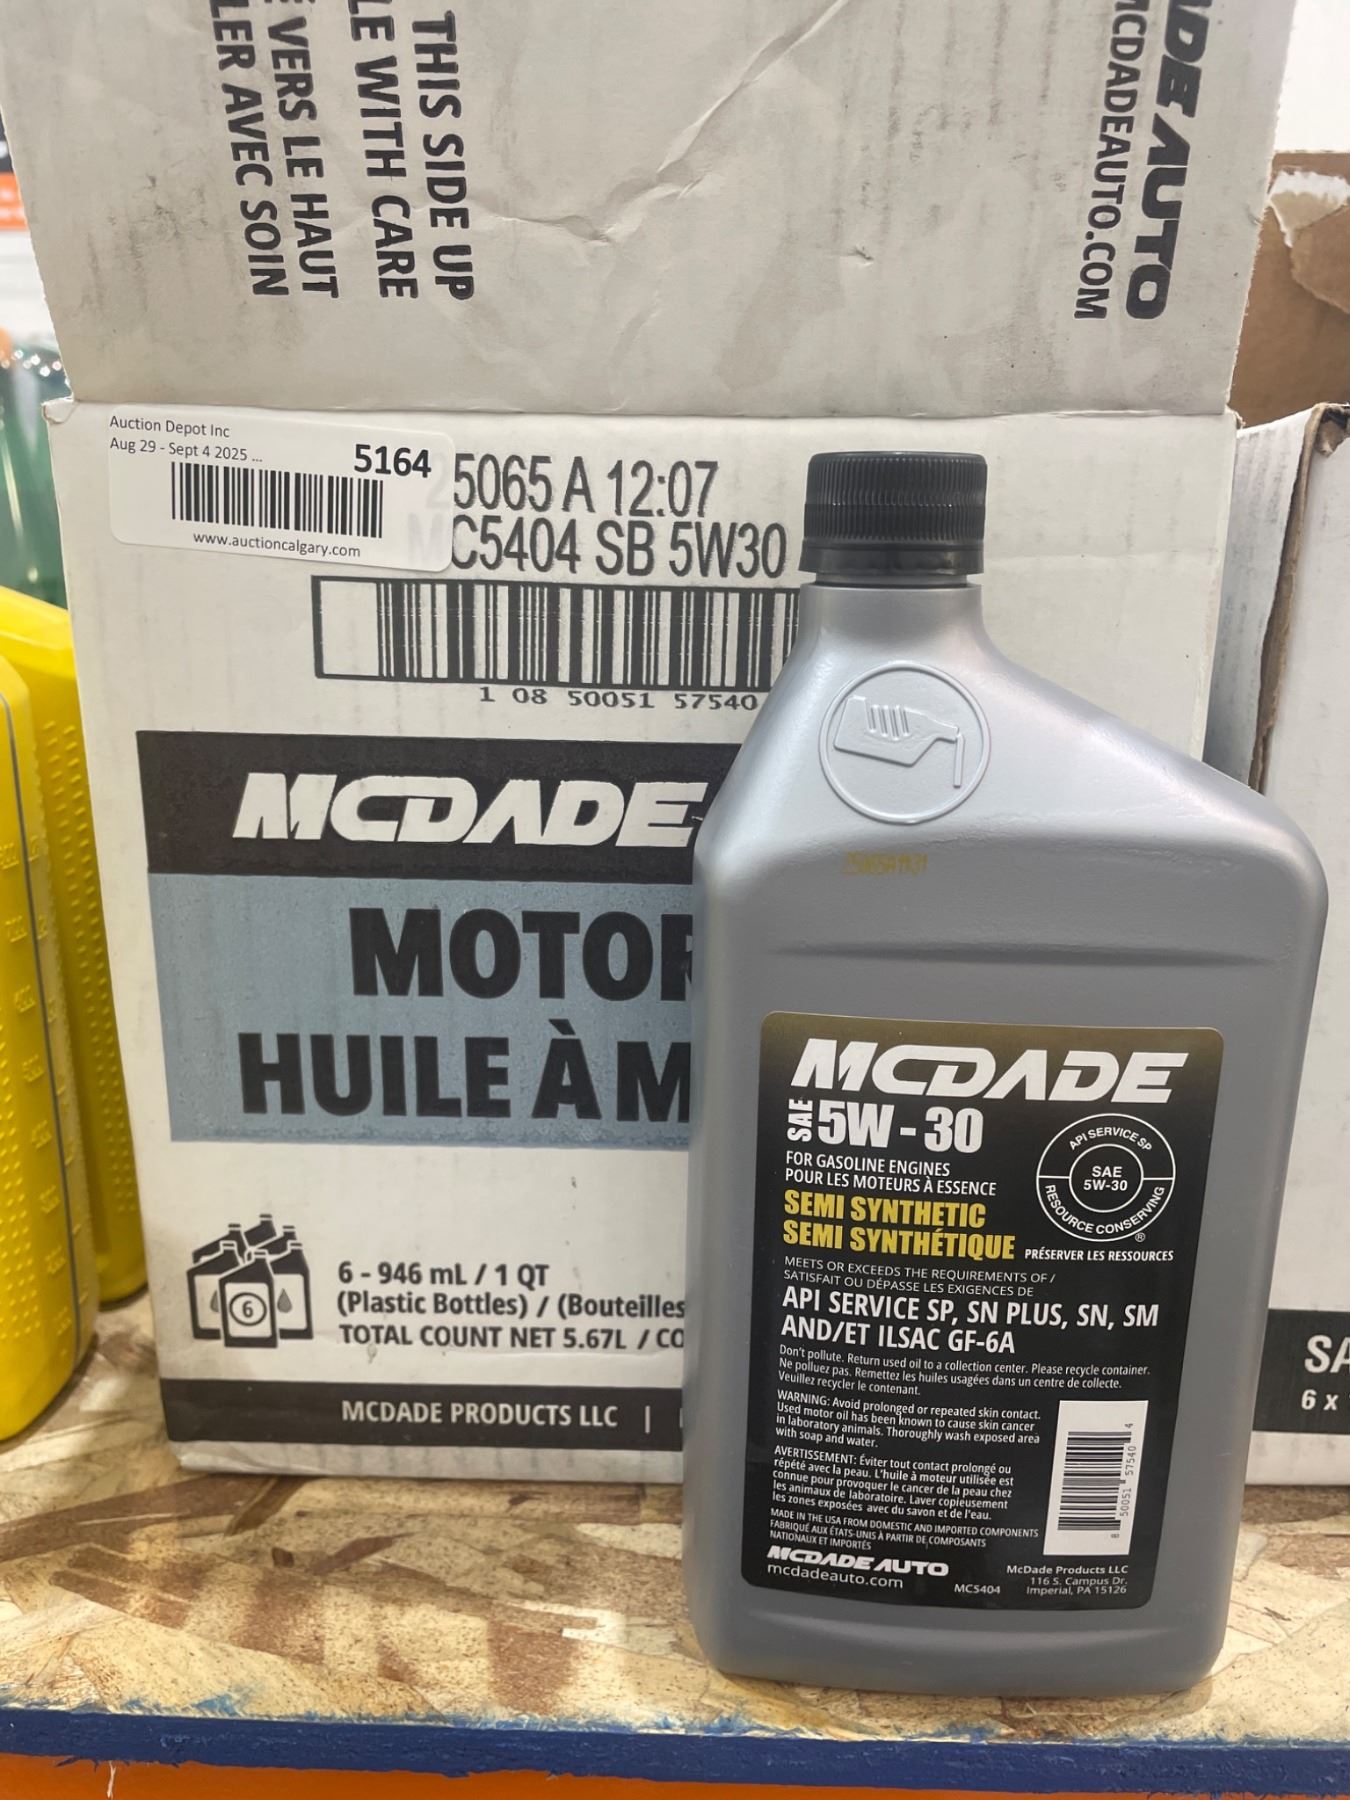 THIS SIDE UP
LE WITH CARE
VERS LE HAUT
LER AVEC SOIN
ADE AUTO
MCDADEAUTO.COM
Auction Depot Inc
Aug 29 - Sept 4 2025 ...
5164
www.auctioncalgary.com
5065 A 12:07
C5404 SB 5W30
1 08 50051 57540
MCDADE
MOTOR
HUILE À M
6
6 - 946 mL / 1 QT
(Plastic Bottles) / (Bouteilles
TOTAL COUNT NET 5.67L / CO
MCDADE PRODUCTS LLC |
MCDADE
SAE 5W - 30
FOR GASOLINE ENGINES
POUR LES MOTEURS À ESSENCE
SEMI SYNTHETIC
SEMI SYNTHÉTIQUE
API SERVICE SP
SAE
5W-30
RESOURCE CONSERVING
®
PRÉSERVER LES RESSOURCES
MEETS OR EXCEEDS THE REQUIREMENTS OF /
SATISFAIT OU DÉPASSE LES EXIGENCES DE
API SERVICE SP, SN PLUS, SN, SM
AND/ET ILSAC GF-6A
Don't pollute. Return used oil to a collection center. Please recycle container.
Ne polluez pas. Remettez les huiles usagées dans un centre de collecte.
Veuillez recycler le contenant.
WARNING: Avoid prolonged or repeated skin contact.
Used motor oil has been known to cause skin cancer
in laboratory animals. Thoroughly wash exposed area
with soap and water.
AVERTISSEMENT: Éviter tout contact prolongé ou
répété avec la peau. L'huile à moteur utilisée est
connue pour provoquer le cancer de la peau chez
les animaux de laboratoire. Laver copieusement
les zones exposées avec du savon et de l'eau.
MADE IN THE USA FROM DOMESTIC AND IMPORTED COMPONENTS
FABRIQUÉ AUX ÉTATS-UNIS À PARTIR DE COMPOSANTS
NATIONAUX ET IMPORTÉS
8 50051 57540 4
MCDADE AUTO
mcdadeauto.com
MC5404
McDade Products LLC
116 S. Campus Dr.
Imperial, PA 15126
SA
6 x